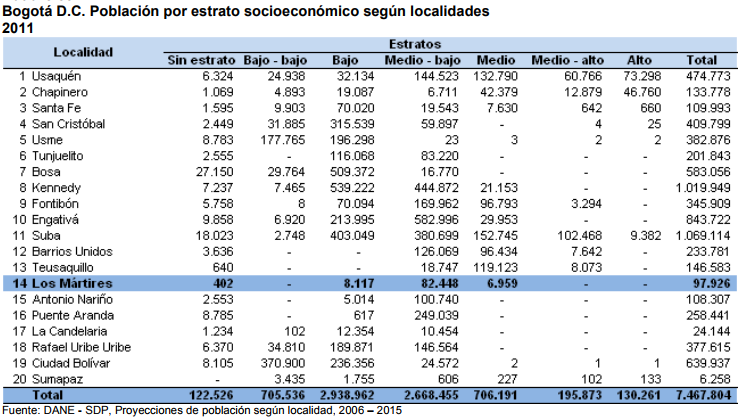 Bogotá D.C. Población por estrato socioeconómico según localidades
2011
Localidad Estratos
Sin estrato Bajo - bajo Bajo Medio - bajo Medio Medio - alto Alto Total
1 Usaquén 6.324 24.938 32.134 144.523 132.790 60.766 73.298 474.773
2 Chapinero 1.069 4.893 19.087 6.711 42.379 12.879 46.760 133.778
3 Santa Fe 1.595 9.903 70.020 19.543 7.630 642 660 109.993
4 San Cristóbal 2.449 31.885 315.539 59.897 - 4 25 409.799
5 Usme 8.783 177.765 196.298 23 3 2 2 382.876
6 Tunjuelito 2.555 - 116.068 83.220 - - - 201.843
7 Bosa 27.150 29.764 509.372 16.770 - - - 583.056
8 Kennedy 7.237 7.465 539.222 444.872 21.153 - - 1.019.949
9 Fontibón 5.758 8 70.094 169.962 96.793 3.294 - 345.909
10 Engativá 9.858 6.920 213.995 582.996 29.953 - - 843.722
11 Suba 18.023 2.748 403.049 380.699 152.745 102.468 9.382 1.069.114
12 Barrios Unidos 3.636 - - 126.069 96.434 7.642 - 233.781
13 Teusaquillo 640 - - 18.747 119.123 8.073 - 146.583
14 Los Mártires 402 - 8.117 82.448 6.959 - - 97.926
15 Antonio Nariño 2.553 - 5.014 100.740 - - - 108.307
16 Puente Aranda 8.785 - 617 249.039 - - - 258.441
17 La Candelaria 1.234 102 12.354 10.454 - - - 24.144
18 Rafael Uribe Uribe 6.370 34.810 189.871 146.564 - - - 377.615
19 Ciudad Bolívar 8.105 370.900 236.356 24.572 2 1 1 639.937
20 Sumapaz - 3.435 1.755 606 227 102 133 6.258
Total 122.526 705.536 2.938.962 2.668.455 706.191 195.873 130.261 7.467.804
Fuente: DANE - SDP, Proyecciones de población según localidad, 2006 – 2015